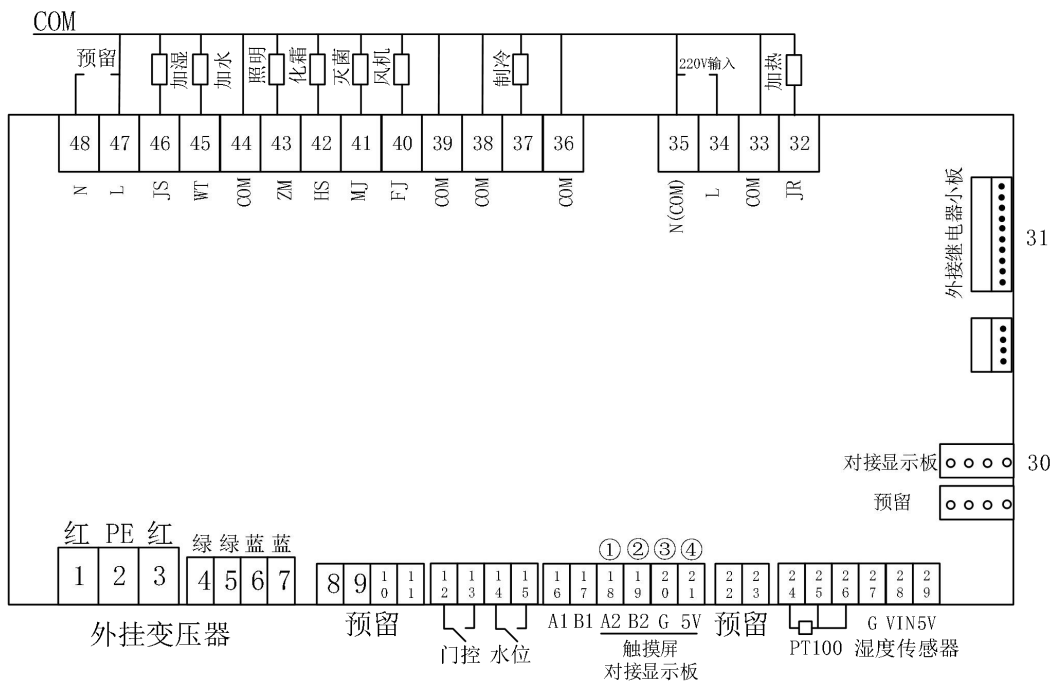 COM
预留 加湿 加水 照明 化霜 灭菌 风机 制冷 220V输入 加热
48 47 46 45 44 43 42 41 40 39 38 37 36 35 34 33 32
N L JS WT COM ZM HS MJ FJ COM COM COM N(COM) L COM JR
外接继电器小板 31
对接显示板 30
预留
红 PE 红 绿 绿 蓝 蓝 ① ② ③ ④
1 2 3 4 5 6 7 8 9 10 11 12 13 14 15 16 17 18 19 20 21 22 23 24 25 26 27 28 29
外挂变压器 预留 A1 B1 A2 B2 G 5V 预留 G VIN 5V
门控 水位 触摸屏 PT100 湿度传感器
对接显示板